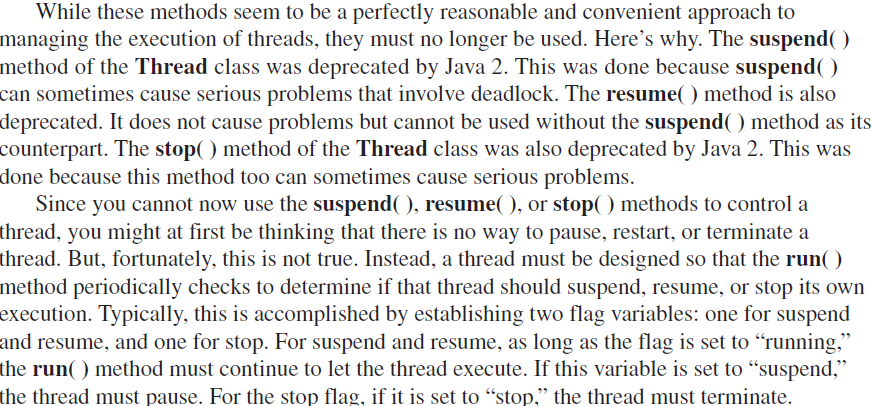 While these methods seem to be a perfectly reasonable and convenient approach to
managing the execution of threads, they must no longer be used. Here’s why. The suspend( )
method of the Thread class was deprecated by Java 2. This was done because suspend( )
can sometimes cause serious problems that involve deadlock. The resume( ) method is also
deprecated. It does not cause problems but cannot be used without the suspend( ) method as its
counterpart. The stop( ) method of the Thread class was also deprecated by Java 2. This was
done because this method too can sometimes cause serious problems.
Since you cannot now use the suspend( ), resume( ), or stop( ) methods to control a
thread, you might at first be thinking that there is no way to pause, restart, or terminate a
thread. But, fortunately, this is not true. Instead, a thread must be designed so that the run( )
method periodically checks to determine if that thread should suspend, resume, or stop its own
execution. Typically, this is accomplished by establishing two flag variables: one for suspend
and resume, and one for stop. For suspend and resume, as long as the flag is set to “running,”
the run( ) method must continue to let the thread execute. If this variable is set to “suspend,”
the thread must pause. For the stop flag, if it is set to “stop,” the thread must terminate.